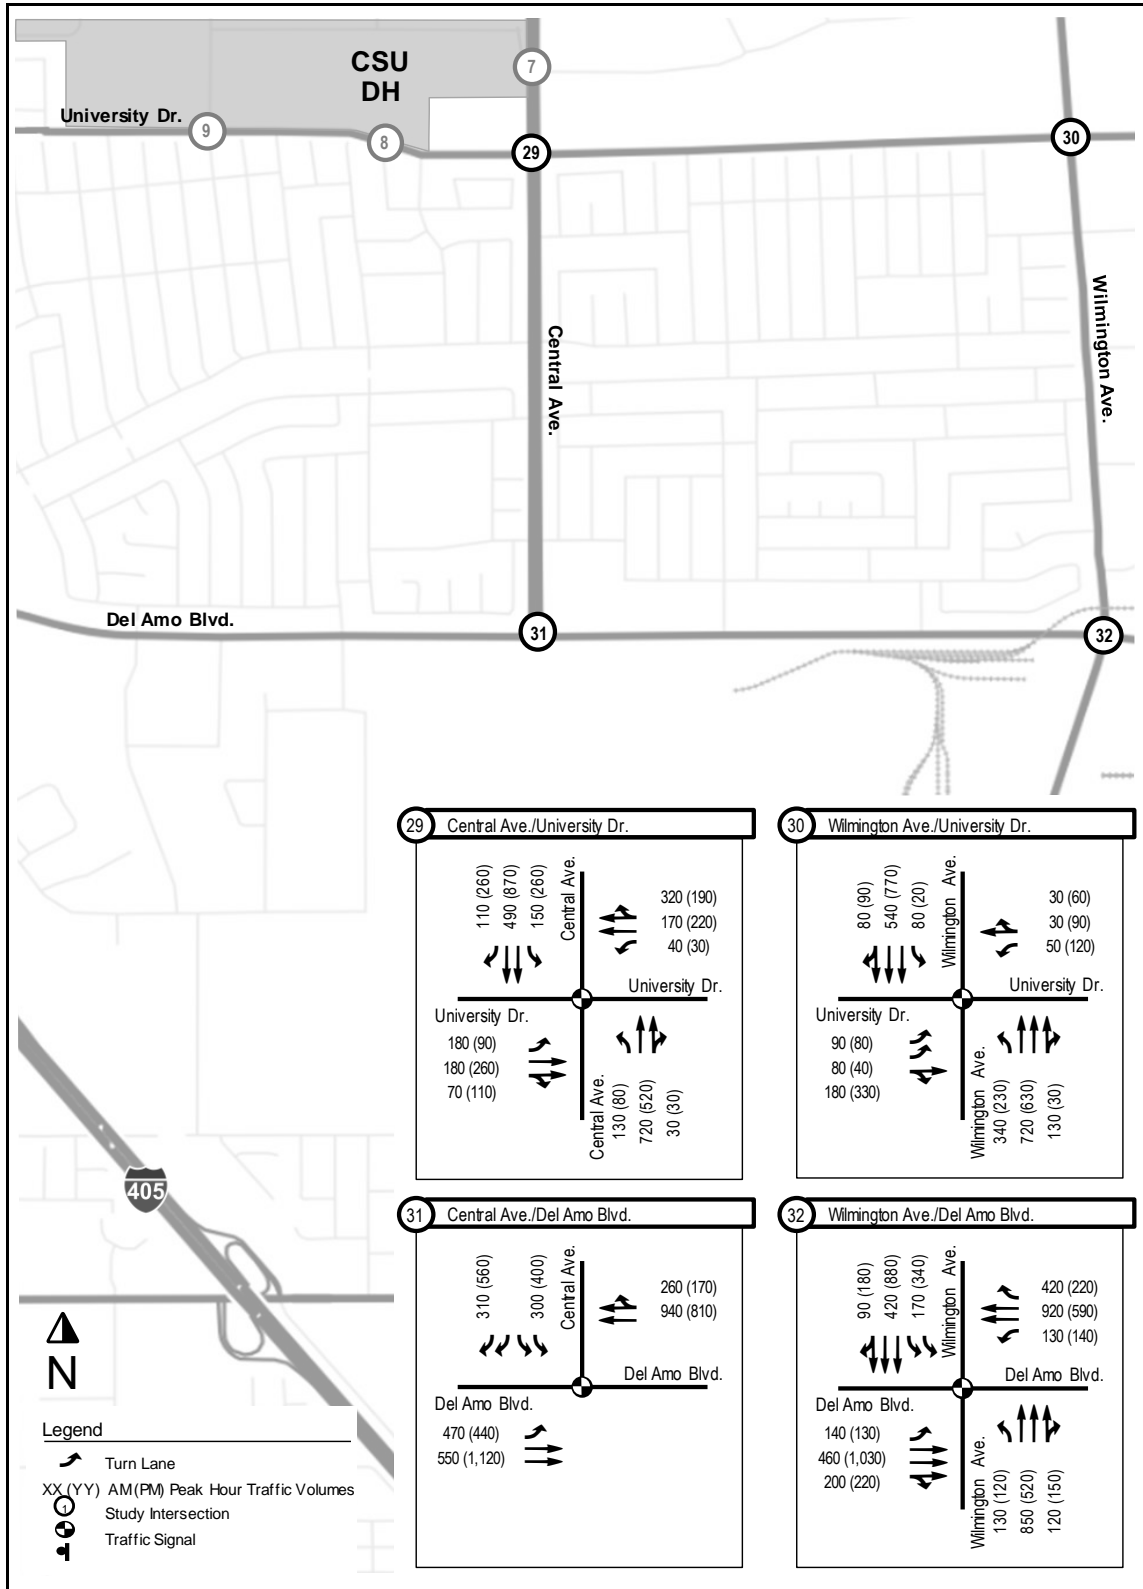 CSU
DH
7
University Dr.
9
8
29
30
Central Ave.
Wilmington Ave.
Del Amo Blvd.
31
32
29 Central Ave./University Dr.
110 (260)
490 (870)
150 (260)
Central Ave.
320 (190)
170 (220)
40 (30)
University Dr.
University Dr.
180 (90)
180 (260)
70 (110)
Central Ave.
130 (80)
720 (520)
30 (30)
30 Wilmington Ave./University Dr.
80 (90)
540 (770)
80 (20)
Wilmington Ave.
30 (60)
30 (90)
50 (120)
University Dr.
University Dr.
90 (80)
80 (40)
180 (330)
Wilmington Ave.
340 (230)
720 (630)
130 (30)
31 Central Ave./Del Amo Blvd.
310 (560)
300 (400)
Central Ave.
260 (170)
940 (810)
Del Amo Blvd.
Del Amo Blvd.
470 (440)
550 (1,120)
32 Wilmington Ave./Del Amo Blvd.
90 (180)
420 (880)
170 (340)
Wilmington Ave.
420 (220)
920 (590)
130 (140)
Del Amo Blvd.
Del Amo Blvd.
140 (130)
460 (1,030)
200 (220)
Wilmington Ave.
130 (120)
850 (520)
120 (150)
405
N
Legend
Turn Lane
XX (YY) AM(PM) Peak Hour Traffic Volumes
1 Study Intersection
Traffic Signal